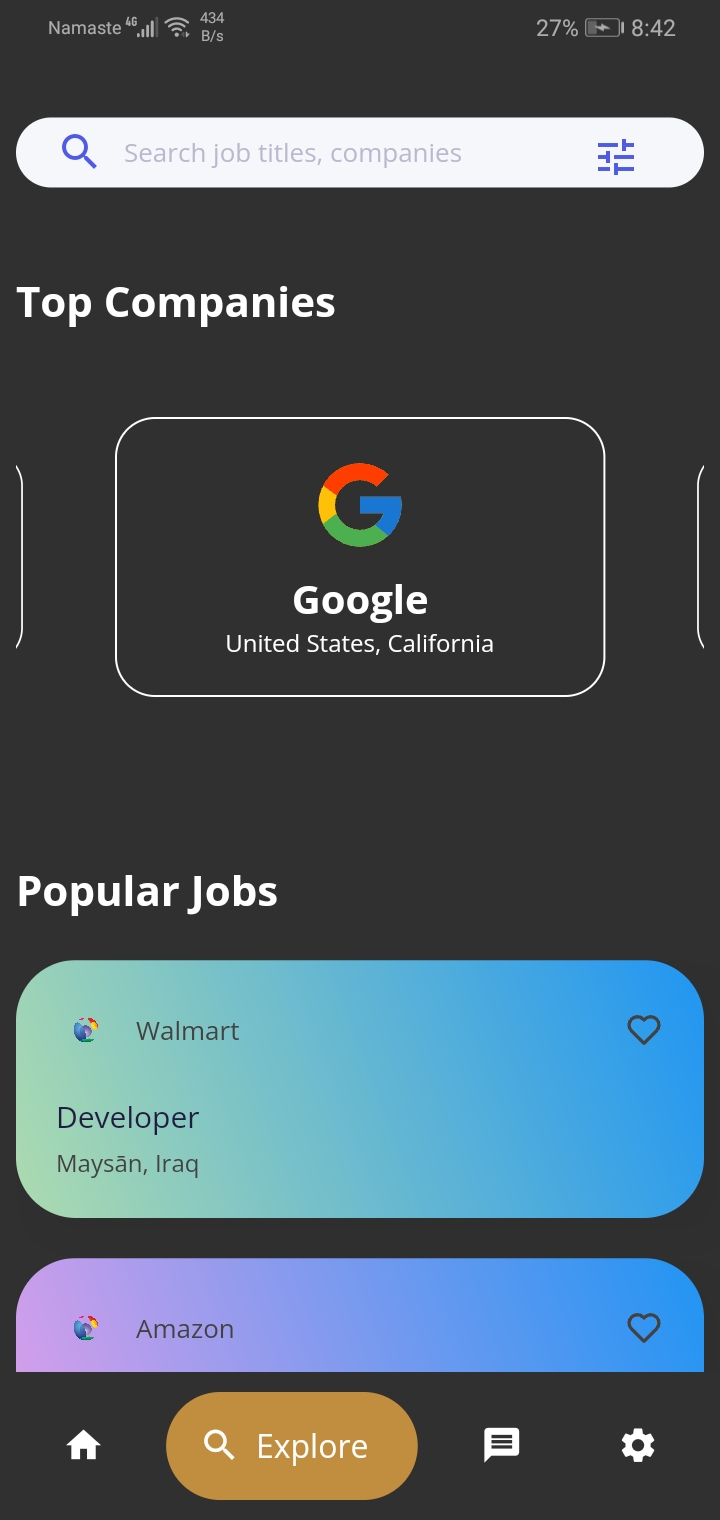 Namaste 4G 434 B/s 27% 8:42
Search job titles, companies
Top Companies
Google
United States, California
Popular Jobs
Walmart
Developer
Maysān, Iraq
Amazon
Explore